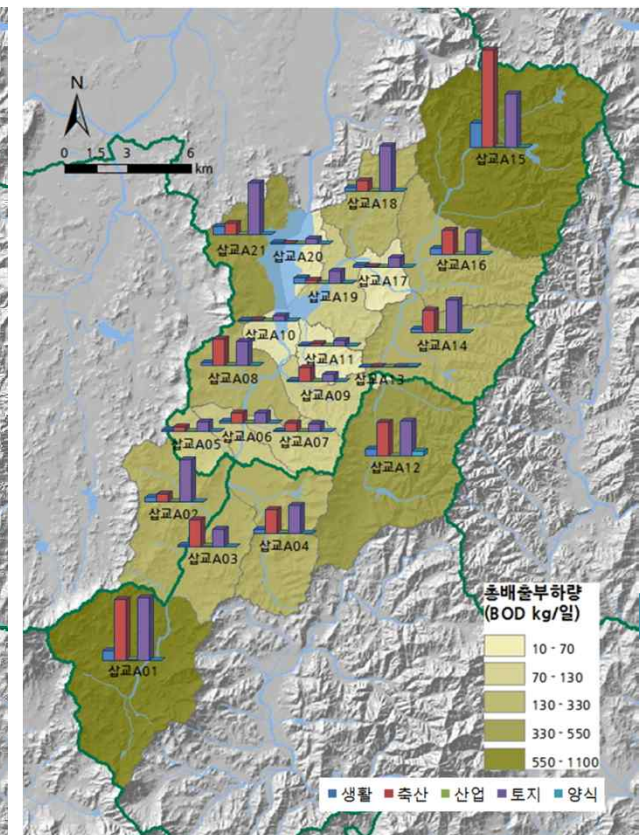 N
0 1.5 3 6
km
삽교A15
삽교A18
삽교A21
삽교A20
삽교A16
삽교A17
삽교A19
삽교A10
삽교A14
삽교A11
삽교A08
삽교A13
삽교A09
삽교A05
삽교A06
삽교A07
삽교A12
삽교A02
삽교A04
삽교A03
삽교A01
총배출부하량
(BOD kg/일)
10 - 70
70 - 130
130 - 330
330 - 550
550 - 1100
생활 축산 산업 토지 양식